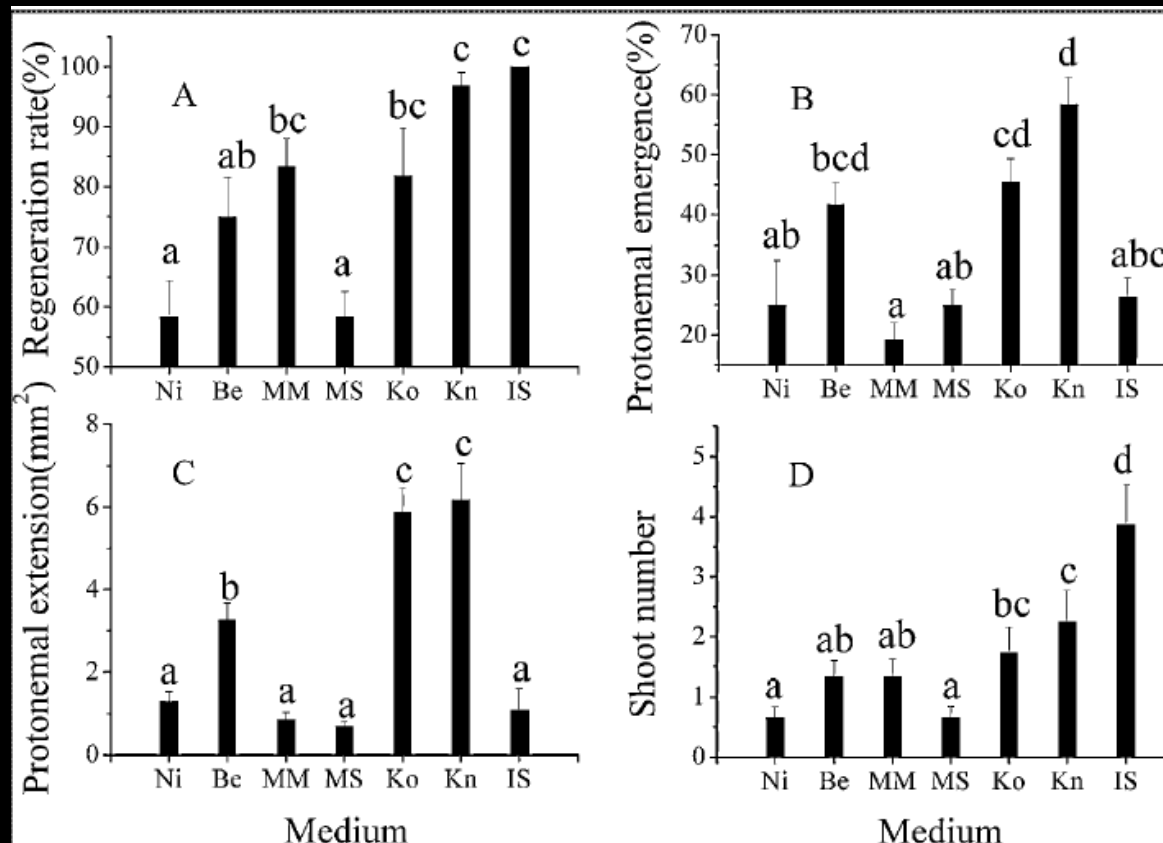 Regeneration rate(%)
100
90
80
70
60
50
A
a
ab
bc
a
bc
c
c
Ni Be MM MS Ko Kn IS
Protonemal emergence(%)
70
60
50
40
30
20
B
ab
bcd
a
ab
cd
d
abc
Ni Be MM MS Ko Kn IS
Protonemal extension(mm²)
8
6
4
2
0
C
a
b
a
a
c
c
a
Ni Be MM MS Ko Kn IS
Medium
Shoot number
5
4
3
2
1
0
D
a
ab
ab
a
bc
c
d
Ni Be MM MS Ko Kn IS
Medium